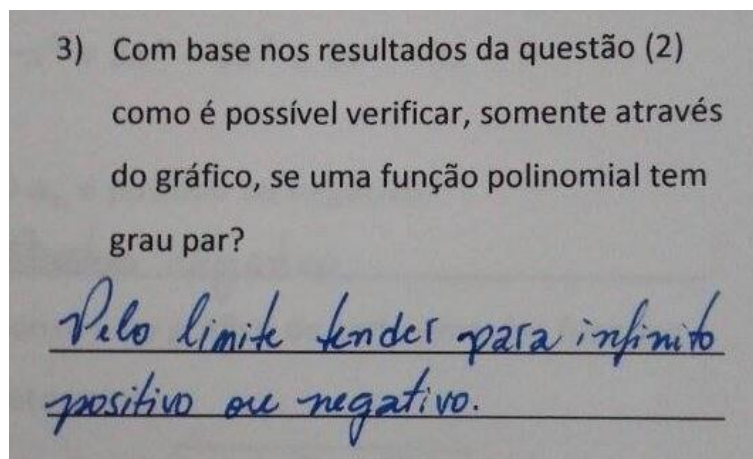 3) Com base nos resultados da questão (2)
como é possível verificar, somente através
do gráfico, se uma função polinomial tem
grau par?
Pelo limite tender para infinito
positivo ou negativo.